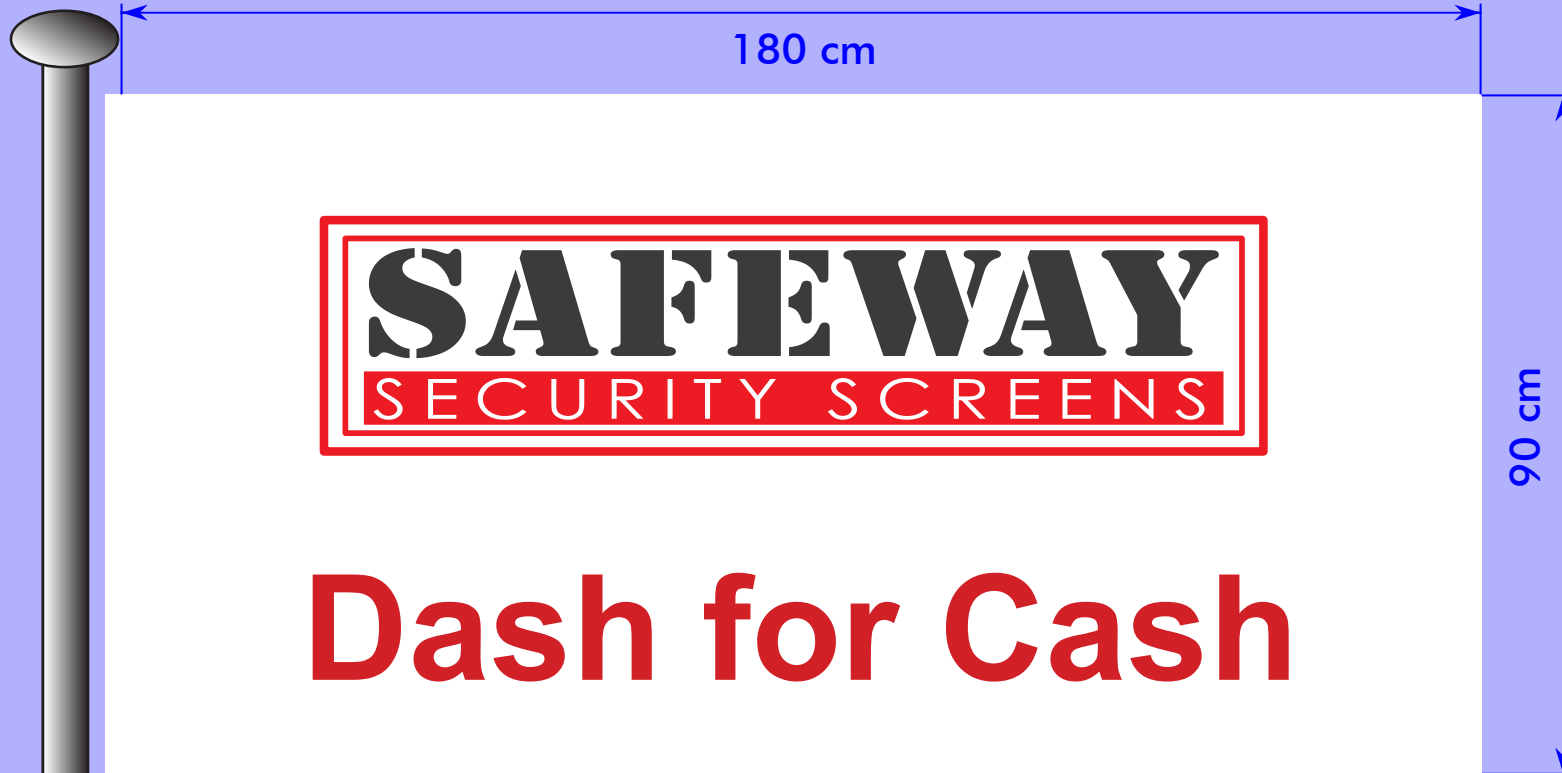 180 cm
SAFEWAY
SECURITY SCREENS
90 cm
Dash for Cash